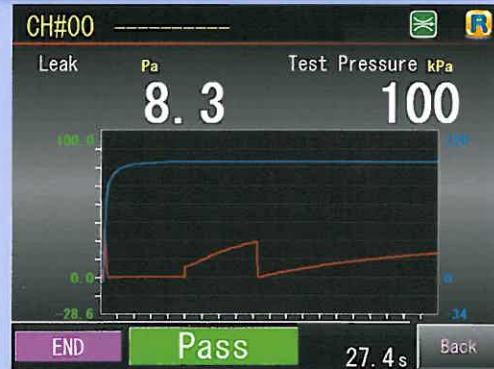 CH#00 ----------
R
Leak Pa Test Pressure kPa
8.3 100
100.0
0.0 0
-28.6 -34
END Pass 27.4s Back